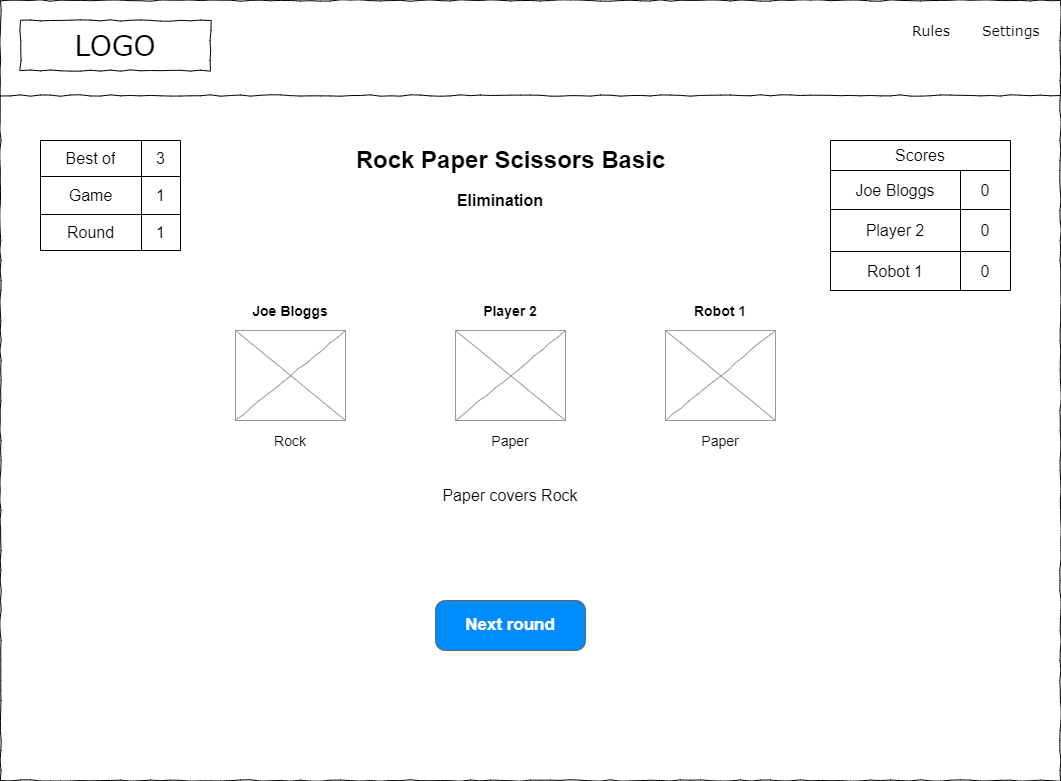 LOGO
Rules Settings
Best of 3
Game 1
Round 1
Rock Paper Scissors Basic
Elimination
Scores
Joe Bloggs 0
Player 2 0
Robot 1 0
Joe Bloggs Player 2 Robot 1
Rock Paper Paper
Paper covers Rock
Next round